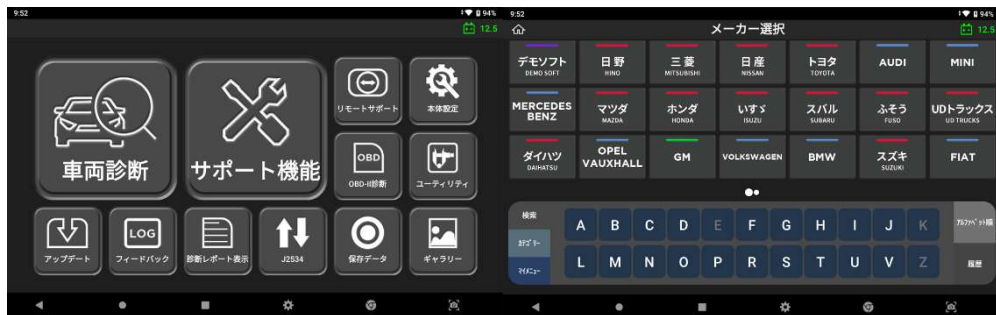 9:52
94%
12.5
車両診断
サポート機能
リモートサポート
本体設定
OBD
OBD-II診断
ユーティリティ
アップデート
LOG
フィードバック
診断レポート表示
J2534
保存データ
ギャラリー
9:52
94%
メーカー選択
12.5
デモソフト
DEMO SOFT
日野
HINO
三菱
MITSUBISHI
日産
NISSAN
トヨタ
TOYOTA
AUDI
MINI
MERCEDES
BENZ
マツダ
MAZDA
ホンダ
HONDA
いすゞ
ISUZU
スバル
SUBARU
ふそう
FUSO
UDトラックス
UD TRUCKS
ダイハツ
DAIHATSU
OPEL
VAUXHALL
GM
VOLKSWAGEN
BMW
スズキ
SUZUKI
FIAT
検索
A B C D E F G H I J K
アルファベット順
カテゴリー
マイメニュー
L M N O P R S T U V Z
履歴